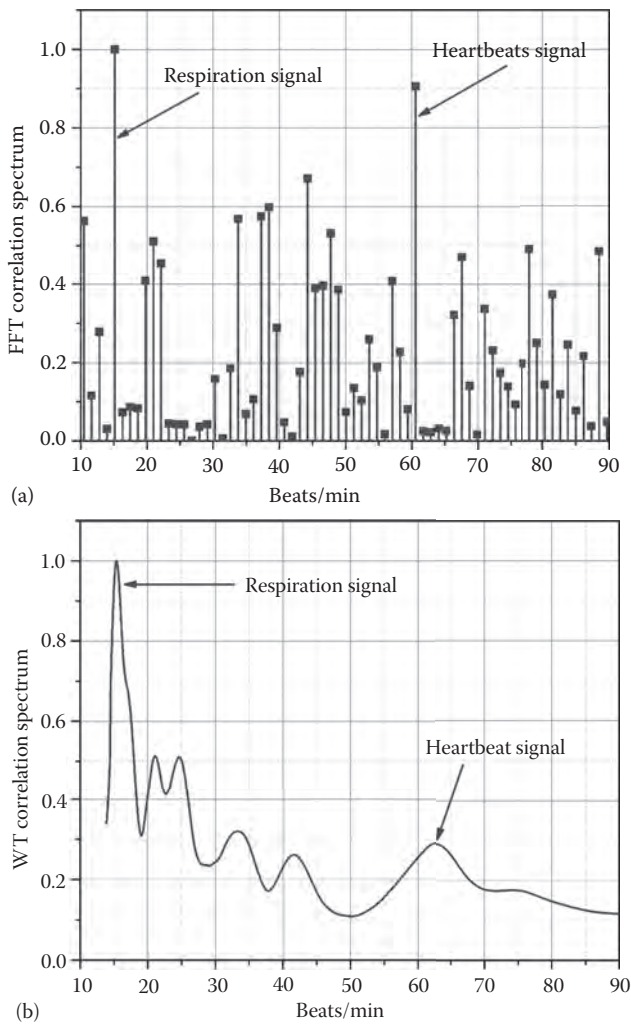 1.0
0.8
0.6
0.4
0.2
0.0
FFT correlation spectrum
Respiration signal
Heartbeats signal
10 20 30 40 50 60 70 80 90
(a)
Beats/min
1.0
0.8
0.6
0.4
0.2
0.0
WT correlation spectrum
Respiration signal
Heartbeat signal
10 20 30 40 50 60 70 80 90
(b)
Beats/min